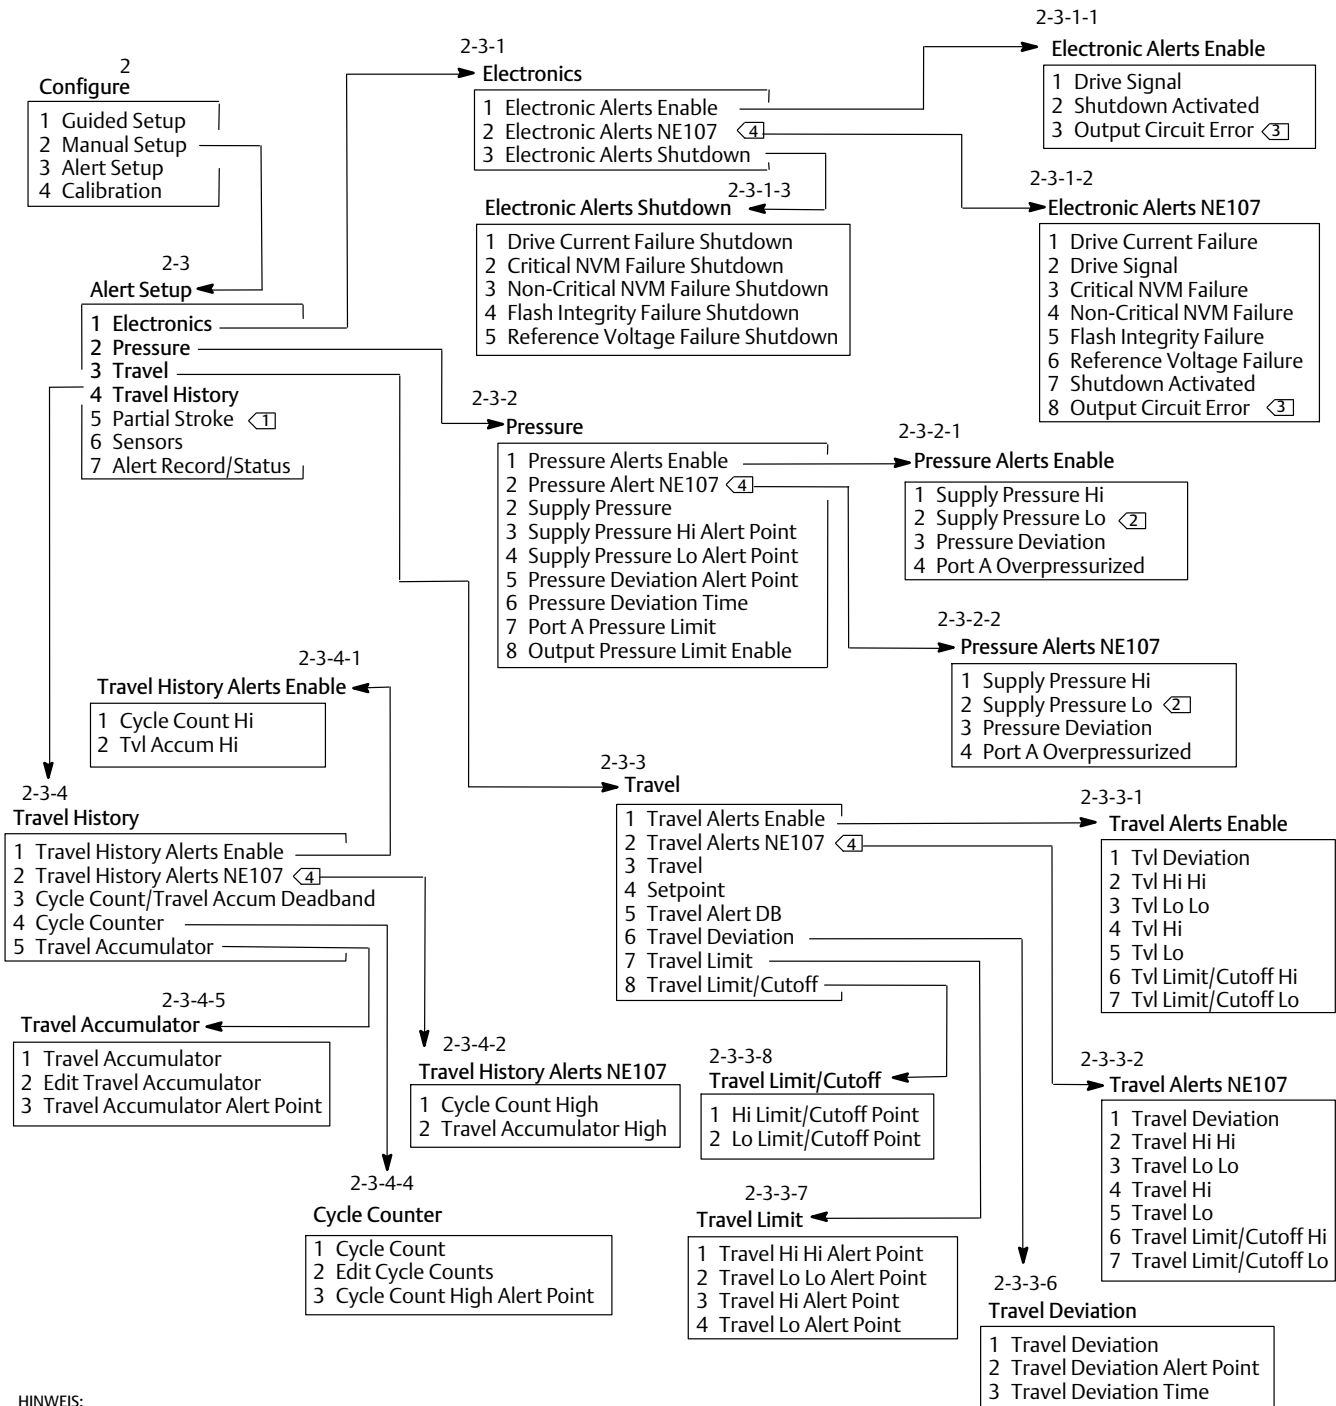 2
Configure
1 Guided Setup
2 Manual Setup
3 Alert Setup
4 Calibration
2-3
Alert Setup
1 Electronics
2 Pressure
3 Travel
4 Travel History
5 Partial Stroke 1
6 Sensors
7 Alert Record/Status
2-3-1
Electronics
1 Electronic Alerts Enable
2 Electronic Alerts NE107 4
3 Electronic Alerts Shutdown
2-3-1-1
Electronic Alerts Enable
1 Drive Signal
2 Shutdown Activated
3 Output Circuit Error 3
2-3-1-3
Electronic Alerts Shutdown
1 Drive Current Failure Shutdown
2 Critical NVM Failure Shutdown
3 Non-Critical NVM Failure Shutdown
4 Flash Integrity Failure Shutdown
5 Reference Voltage Failure Shutdown
2-3-1-2
Electronic Alerts NE107
1 Drive Current Failure
2 Drive Signal
3 Critical NVM Failure
4 Non-Critical NVM Failure
5 Flash Integrity Failure
6 Reference Voltage Failure
7 Shutdown Activated
8 Output Circuit Error 3
2-3-2
Pressure
1 Pressure Alerts Enable
2 Pressure Alert NE107 4
2 Supply Pressure
3 Supply Pressure Hi Alert Point
4 Supply Pressure Lo Alert Point
5 Pressure Deviation Alert Point
6 Pressure Deviation Time
7 Port A Pressure Limit
8 Output Pressure Limit Enable
2-3-2-1
Pressure Alerts Enable
1 Supply Pressure Hi
2 Supply Pressure Lo 2
3 Pressure Deviation
4 Port A Overpressurized
2-3-2-2
Pressure Alerts NE107
1 Supply Pressure Hi
2 Supply Pressure Lo 2
3 Pressure Deviation
4 Port A Overpressurized
2-3-4-1
Travel History Alerts Enable
1 Cycle Count Hi
2 Tvl Accum Hi
2-3-4
Travel History
1 Travel History Alerts Enable
2 Travel History Alerts NE107 4
3 Cycle Count/Travel Accum Deadband
4 Cycle Counter
5 Travel Accumulator
2-3-3
Travel
1 Travel Alerts Enable
2 Travel Alerts NE107 4
3 Travel
4 Setpoint
5 Travel Alert DB
6 Travel Deviation
7 Travel Limit
8 Travel Limit/Cutoff
2-3-3-1
Travel Alerts Enable
1 Tvl Deviation
2 Tvl Hi Hi
3 Tvl Lo Lo
4 Tvl Hi
5 Tvl Lo
6 Tvl Limit/Cutoff Hi
7 Tvl Limit/Cutoff Lo
2-3-4-5
Travel Accumulator
1 Travel Accumulator
2 Edit Travel Accumulator
3 Travel Accumulator Alert Point
2-3-4-2
Travel History Alerts NE107
1 Cycle Count High
2 Travel Accumulator High
2-3-3-8
Travel Limit/Cutoff
1 Hi Limit/Cutoff Point
2 Lo Limit/Cutoff Point
2-3-3-2
Travel Alerts NE107
1 Travel Deviation
2 Travel Hi Hi
3 Travel Lo Lo
4 Travel Hi
5 Travel Lo
6 Travel Limit/Cutoff Hi
7 Travel Limit/Cutoff Lo
2-3-4-4
Cycle Counter
1 Cycle Count
2 Edit Cycle Counts
3 Cycle Count High Alert Point
2-3-3-7
Travel Limit
1 Travel Hi Hi Alert Point
2 Travel Lo Lo Alert Point
3 Travel Hi Alert Point
4 Travel Lo Alert Point
2-3-3-6
Travel Deviation
1 Travel Deviation
2 Travel Deviation Alert Point
3 Travel Deviation Time
HINWEIS: